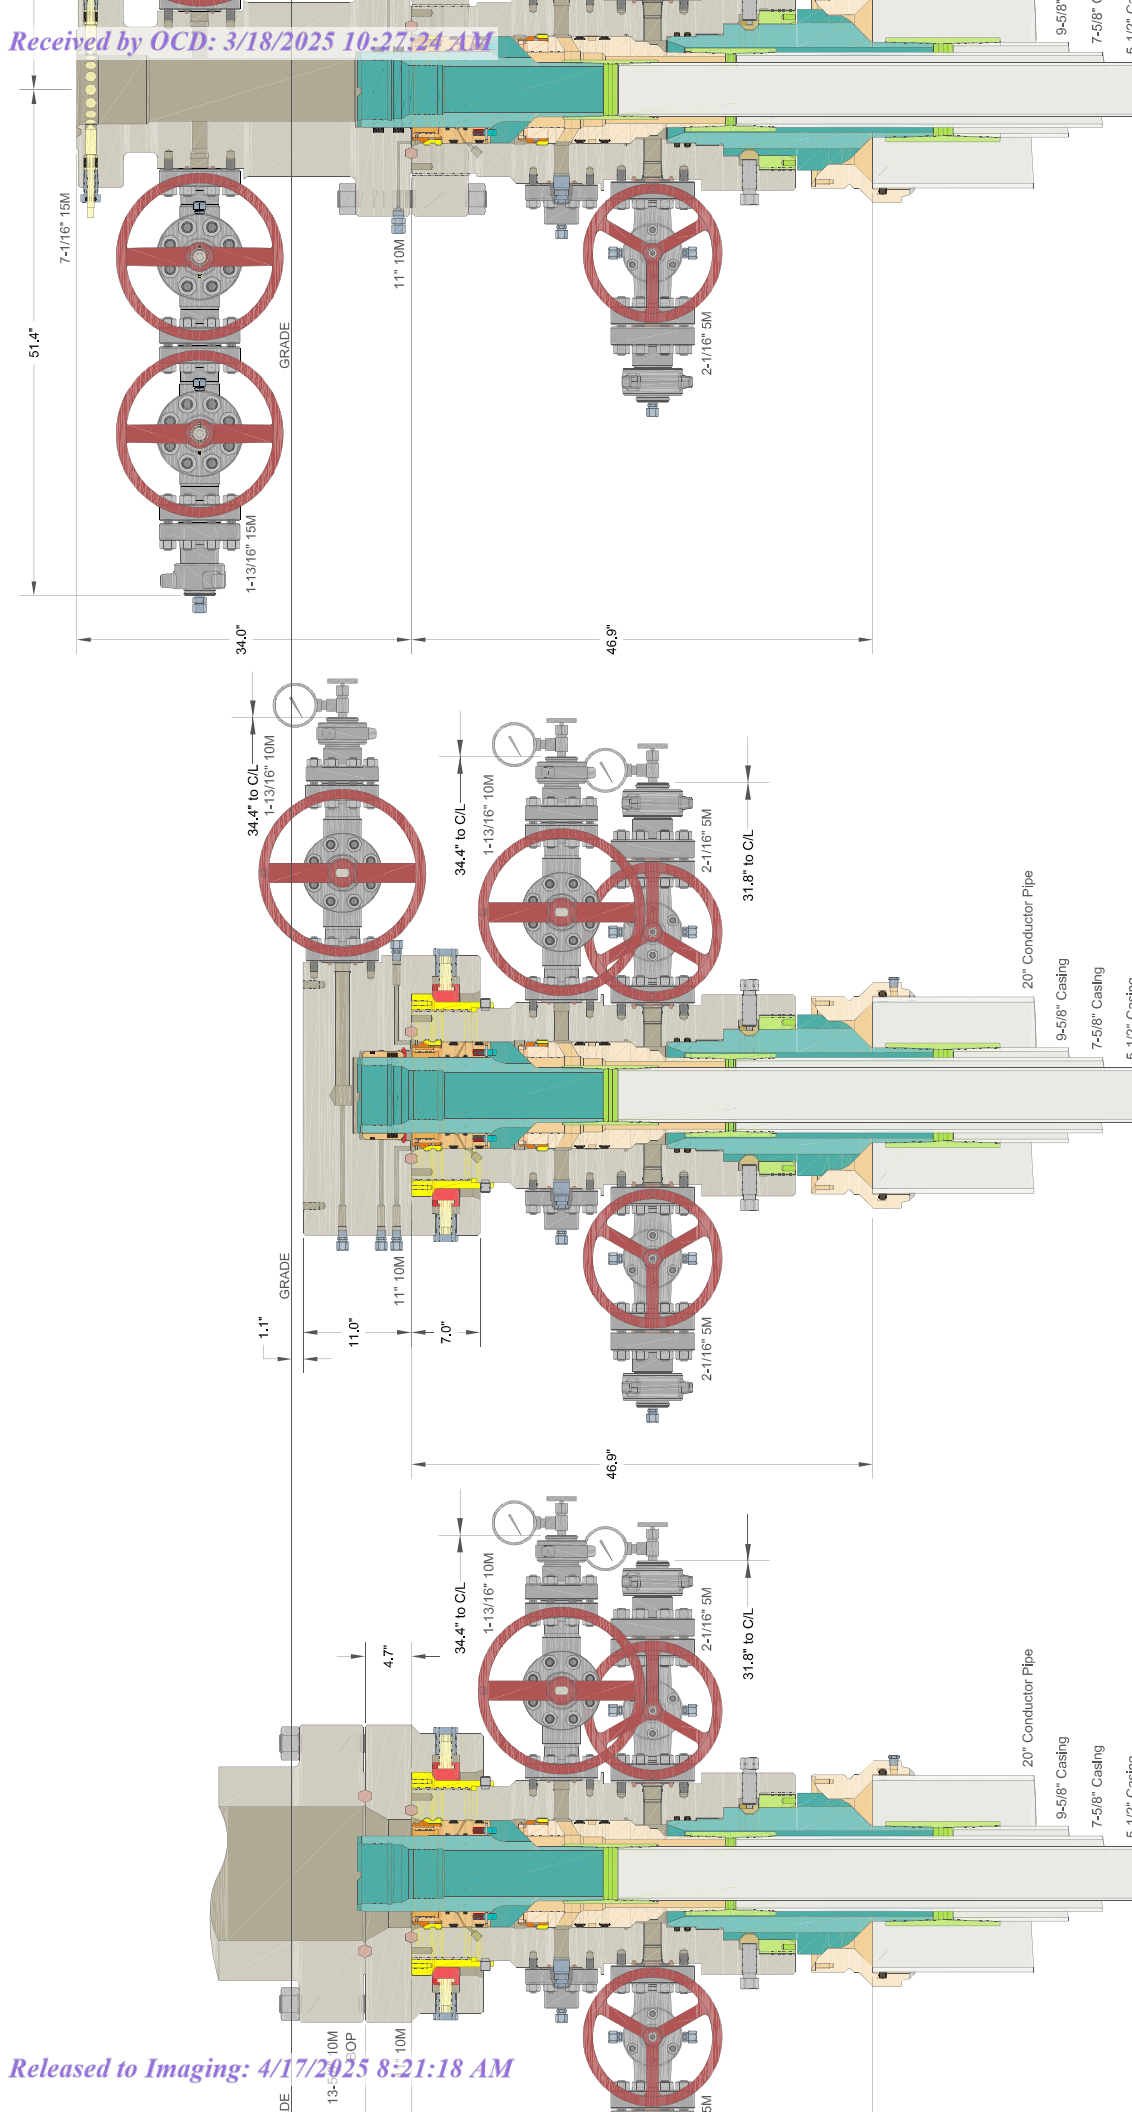 Received by OCD: 3/18/2025 10:27:24 AM
9-5/8"
7-5/8"
7-1/16" 15M
11" 10M
51.4"
GRADE
2-1/16" 5M
1-13/16" 15M
34.0"
46.9"
34.4" to C/L
1-13/16" 10M
34.4" to C/L
1-13/16" 10M
2-1/16" 5M
31.8" to C/L
20" Conductor Pipe
9-5/8" Casing
7-5/8" Casing
5-1/2" Casing
GRADE
11" 10M
1.1"
11.0"
7.0"
2-1/16" 5M
46.9"
34.4" to C/L
1-13/16" 10M
2-1/16" 5M
31.8" to C/L
4.7"
20" Conductor Pipe
9-5/8" Casing
7-5/8" Casing
10M
BOP
10M
Released to Imaging: 4/17/2025 8:21:18 AM